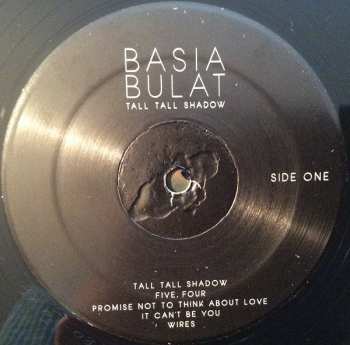 BASIA
BULAT
TALL TALL SHADOW
SIDE ONE
TALL TALL SHADOW
FIVE, FOUR
PROMISE NOT TO THINK ABOUT LOVE
IT CAN'T BE YOU
WIRES